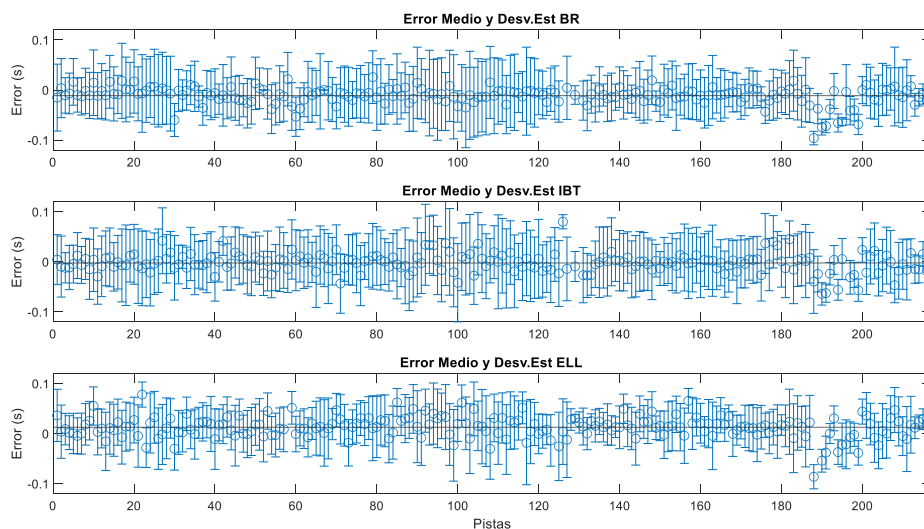 Error Medio y Desv.Est BR
0.1
0
-0.1
Error (s)
0 20 40 60 80 100 120 140 160 180 200
Error Medio y Desv.Est IBT
0.1
0
-0.1
Error (s)
0 20 40 60 80 100 120 140 160 180 200
Error Medio y Desv.Est ELL
0.1
0
-0.1
Error (s)
0 20 40 60 80 100 120 140 160 180 200
Pistas